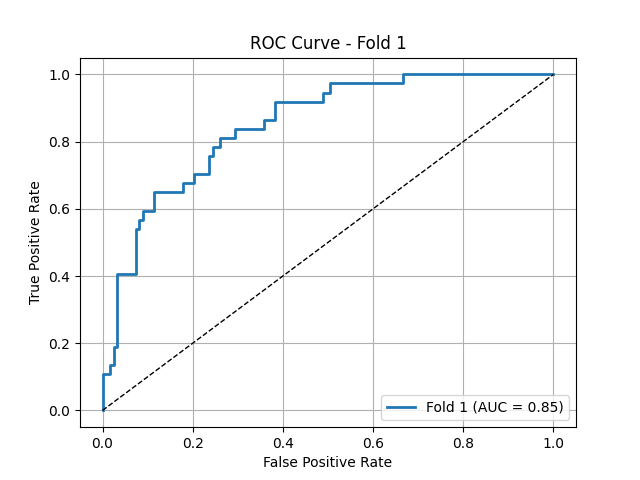 ROC Curve - Fold 1
True Positive Rate
1.0
0.8
0.6
0.4
0.2
0.0
Fold 1 (AUC = 0.85)
0.0 0.2 0.4 0.6 0.8 1.0
False Positive Rate